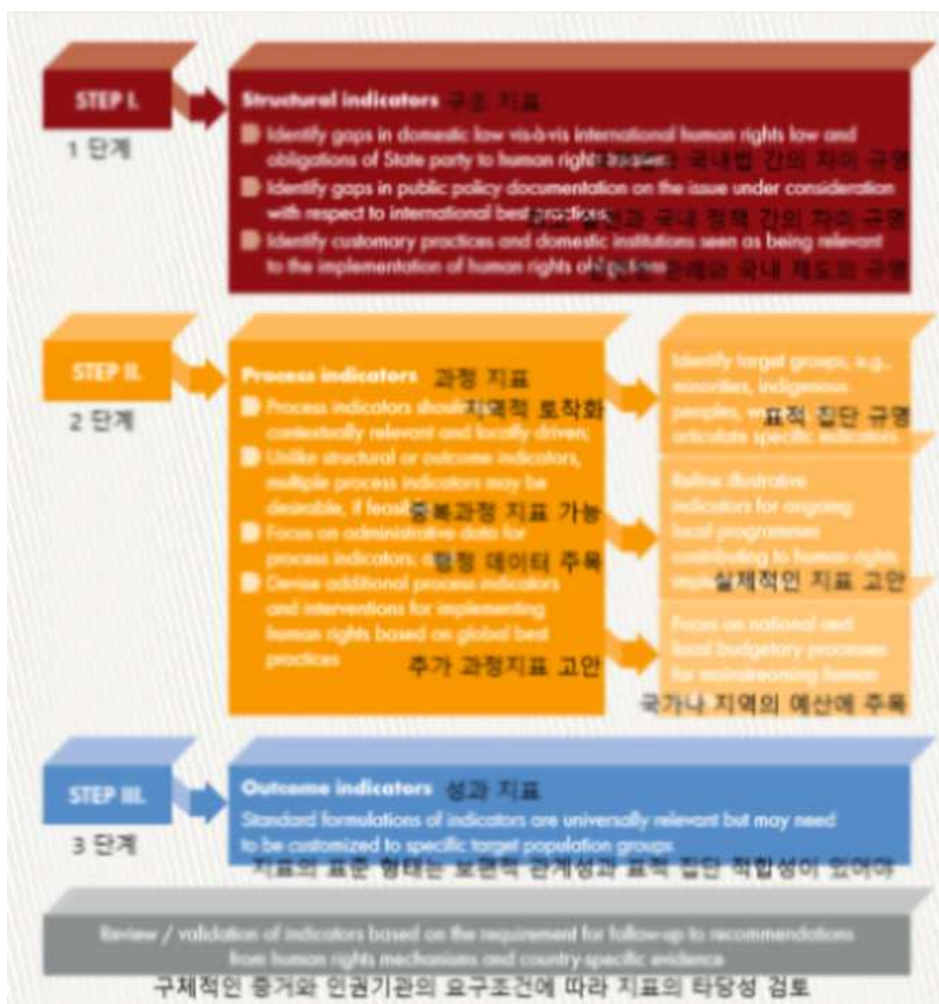 STEP I.
1 단계
Structural indicators 구조 지표
Identify gaps in domestic law vis-à-vis international human rights law and
obligations of State party to human rights 국내법 간의 차이 규명
Identify gaps in public policy documentation on the issue under consideration
with respect to international best practices 국내 정책 간의 차이 규명
Identify customary practices and domestic institutions seen as being relevant
to the implementation of human rights 관례와 국내 제도의 규명
STEP II.
2 단계
Process indicators 과정 지표
Process indicators 지역적 토착화
contextually relevant and locally driven;
Unlike structural or outcome indicators,
multiple process indicators may be
desirable, if 중복과정 지표 가능
Focus on administrative data for
process indicators; 행정 데이터 주목
Devise additional process indicators
and interventions for implementing
human rights based on global best
practices 추가 과정지표 고안
Identify target groups, e.g.,
minorities, indigenous
peoples, 표적 집단 규명
articulate specific indicators
Refine illustrative
indicators for ongoing
local programmes
contributing to human rights
실제적인 지표 고안
Focus on national and
local budgetary processes
for mainstreaming human
국가나 지역의 예산에 주목
STEP III.
3 단계
Outcome indicators 성과 지표
Standard formulations of indicators are universally relevant but may need
to be customized to specific target population groups
지표의 표준 형태는 보편적 관계성과 표적 집단 적합성이 있어야
Review / validation of indicators based on the requirement for follow-up to recommendations
from human rights mechanisms and country-specific evidence
구체적인 증거와 인권기관의 요구조건에 따라 지표의 타당성 검토